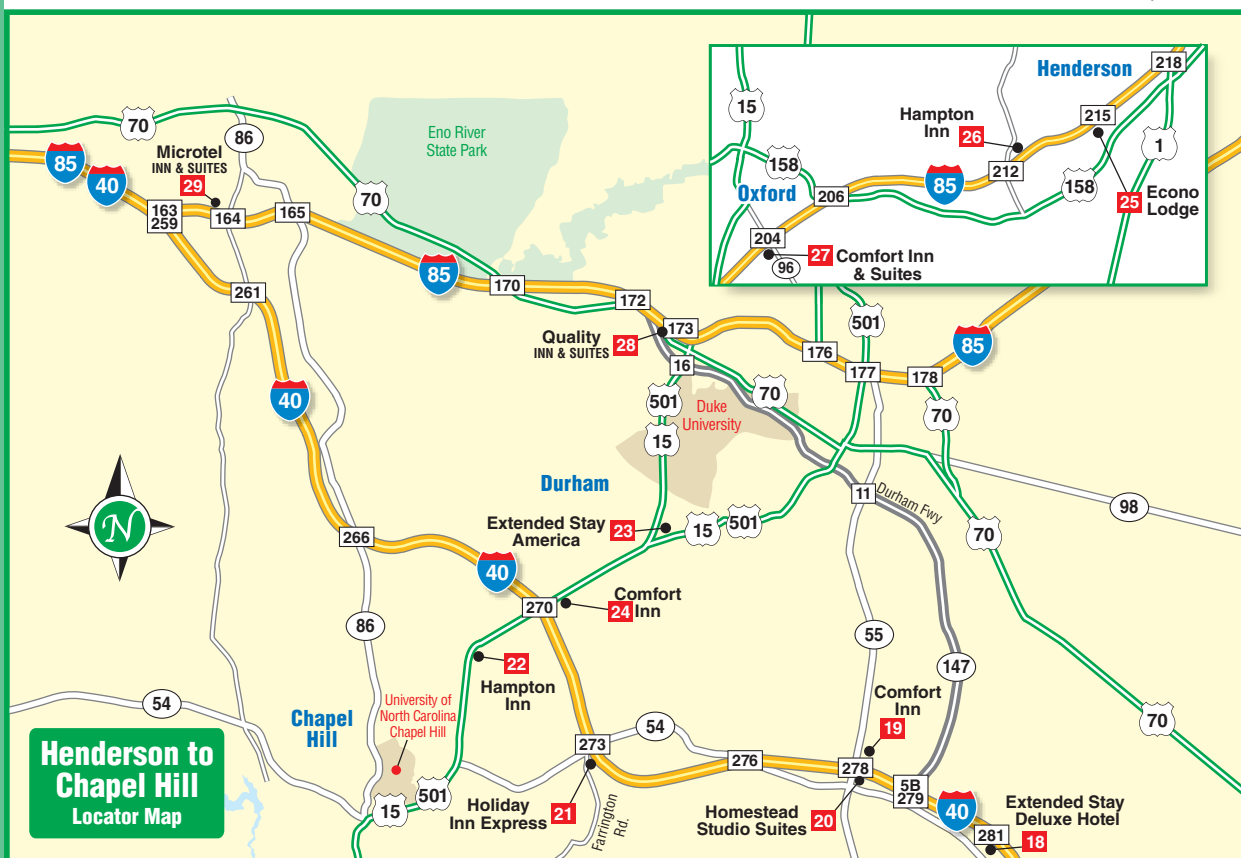 70
86
Eno River
State Park
85
40
Microtel
INN & SUITES
29
163
259
164
165
70
85
170
172
261
40
Quality
INN & SUITES
28
173
16
176
501
177
178
85
70
70
501
15
Duke
University
Durham
Extended Stay
America
23
15
501
11
Durham Fwy
98
70
N
266
40
270
Comfort
Inn
24
86
22
Hampton
Inn
55
147
54
Chapel
Hill
University of
North Carolina
Chapel Hill
Comfort
Inn
19
70
54
273
276
278
5B
279
15
501
Holiday
Inn Express
21
Farrington
Rd.
Homestead
Studio Suites
20
40
Extended Stay
Deluxe Hotel
281
18
Henderson to
Chapel Hill
Locator Map
Henderson
218
15
Hampton
Inn
26
215
1
158
212
85
158
Oxford
206
25
Econo
Lodge
204
96
27
Comfort Inn
& Suites